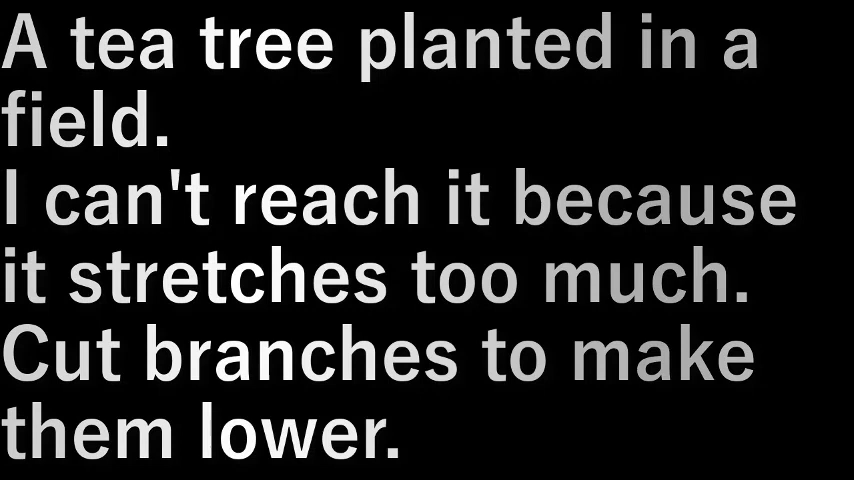 A tea tree planted in a
field.
I can't reach it because
it stretches too much.
Cut branches to make
them lower.